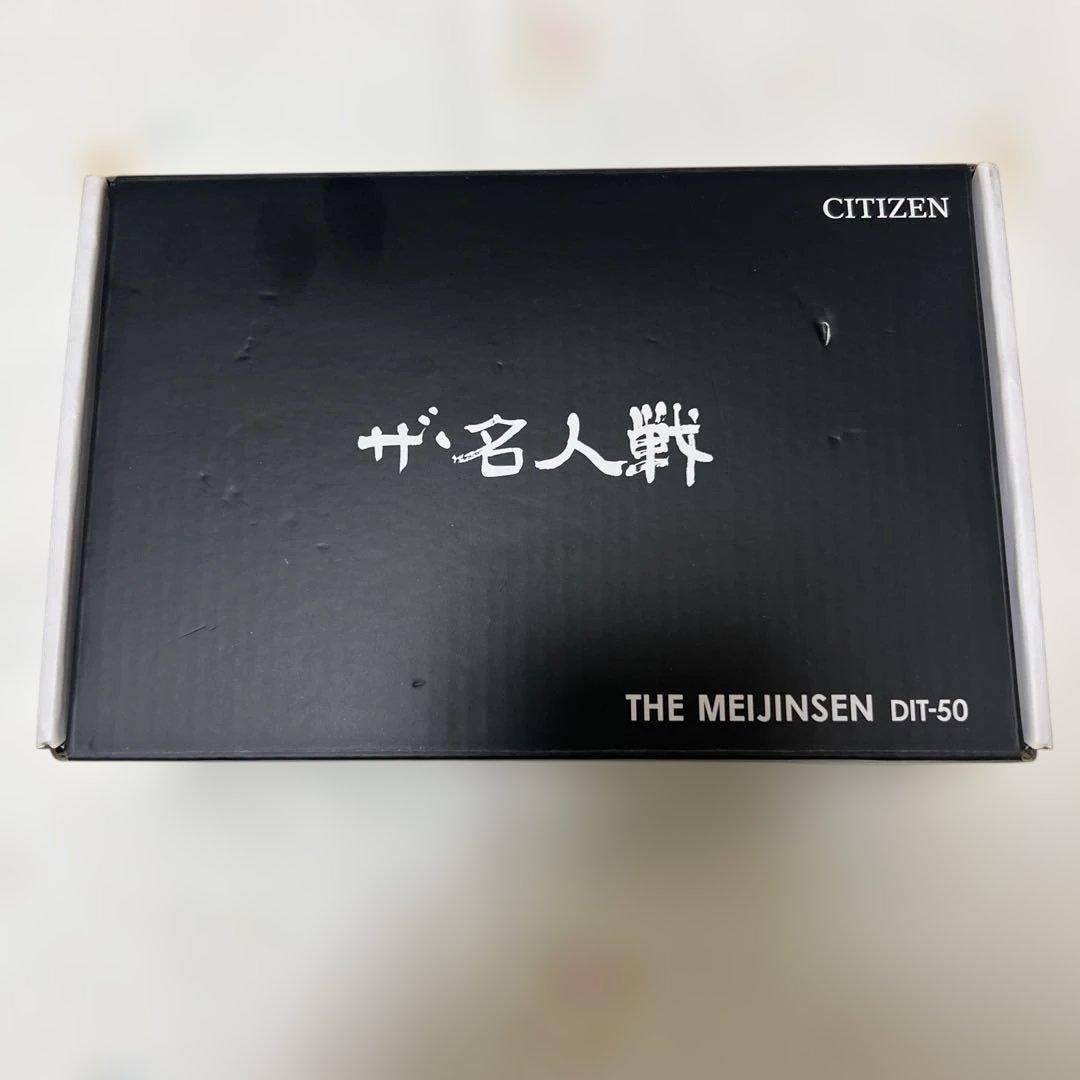 CITIZEN
ザ・名人戦
THE MEIJINSEN DIT-50